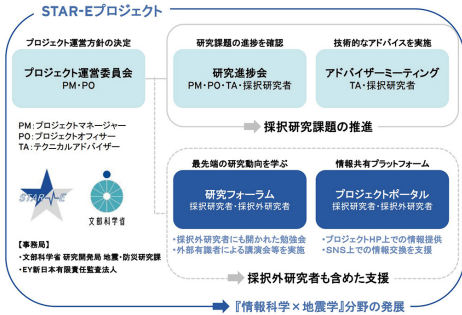 STAR-Eプロジェクト
プロジェクト運営方針の決定
プロジェクト運営委員会
PM・PO
PM:プロジェクトマネージャー
PO:プロジェクトオフィサー
TA:テクニカルアドバイザー
STAR-E
文部科学省
【事務局】
・文部科学省 研究開発局 地震・防災研究課
・EY新日本有限責任監査法人
研究課題の進捗を確認
研究進捗会
PM・PO・TA・採択研究者
技術的なアドバイスを実施
アドバイザーミーティング
TA・採択研究者
採択研究課題の推進
最先端の研究動向を学ぶ
研究フォーラム
採択研究者・採択外研究者
・採択外研究者にも開かれた勉強会
・外部有識者による講演会等を実施
情報共有プラットフォーム
プロジェクトポータル
採択研究者・採択外研究者
・プロジェクトHP上での情報提供
・SNS上での情報交換を支援
採択外研究者も含めた支援
『情報科学×地震学』分野の発展